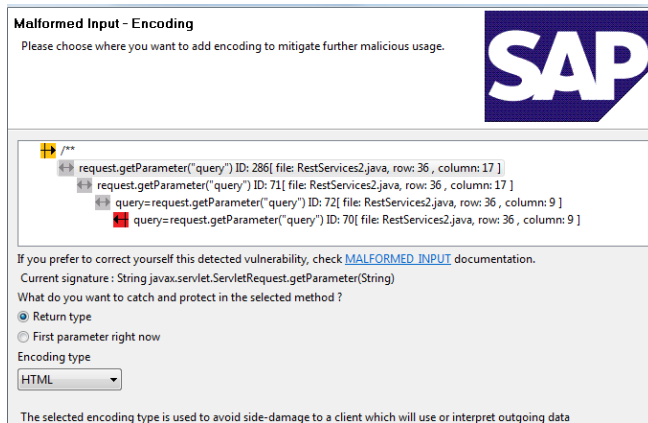 Malformed Input - Encoding
Please choose where you want to add encoding to mitigate further malicious usage.
SAP
/**
request.getParameter("query") ID: 286[ file: RestServices2.java, row: 36 , column: 17 ]
request.getParameter("query") ID: 71[ file: RestServices2.java, row: 36 , column: 17 ]
query=request.getParameter("query") ID: 72[ file: RestServices2.java, row: 36 , column: 9 ]
query=request.getParameter("query") ID: 70[ file: RestServices2.java, row: 36 , column: 9 ]
If you prefer to correct yourself this detected vulnerability, check MALFORMED_INPUT documentation.
Current signature : String javax.servlet.ServletRequest.getParameter(String)
What do you want to catch and protect in the selected method ?
Return type
First parameter right now
Encoding type
HTML
The selected encoding type is used to avoid side-damage to a client which will use or interpret outgoing data